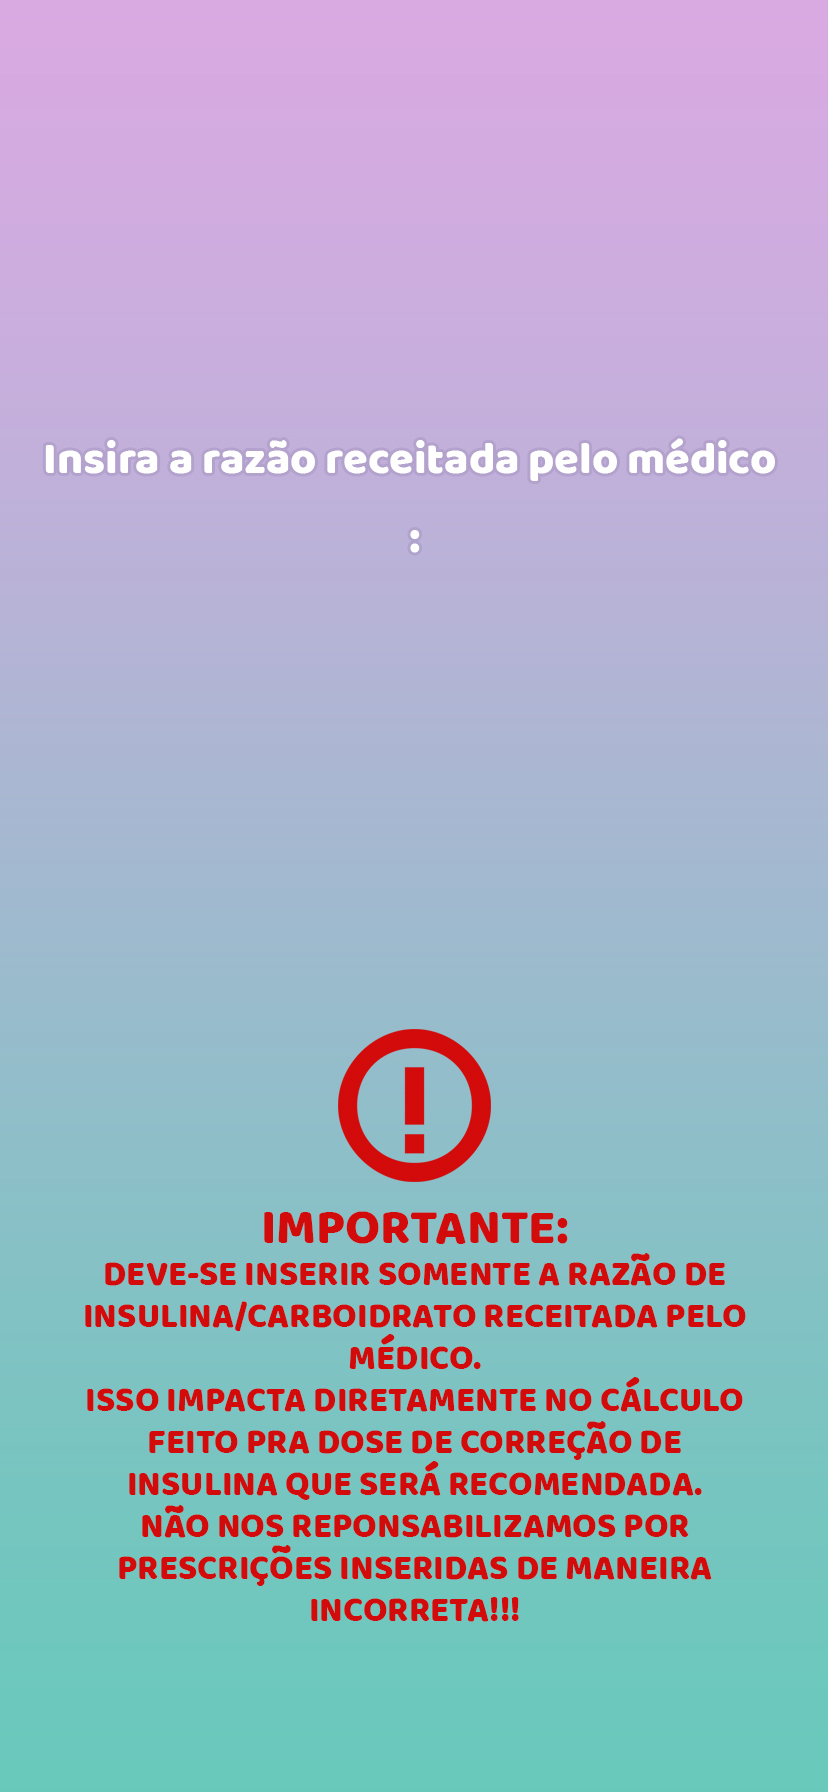 Insira a razão receitada pelo médico
:
IMPORTANTE:
DEVE-SE INSERIR SOMENTE A RAZÃO DE
INSULINA/CARBOIDRATO RECEITADA PELO
MÉDICO.
ISSO IMPACTA DIRETAMENTE NO CÁLCULO
FEITO PRA DOSE DE CORREÇÃO DE
INSULINA QUE SERÁ RECOMENDADA.
NÃO NOS REPONSABILIZAMOS POR
PRESCRIÇÕES INSERIDAS DE MANEIRA
INCORRETA!!!